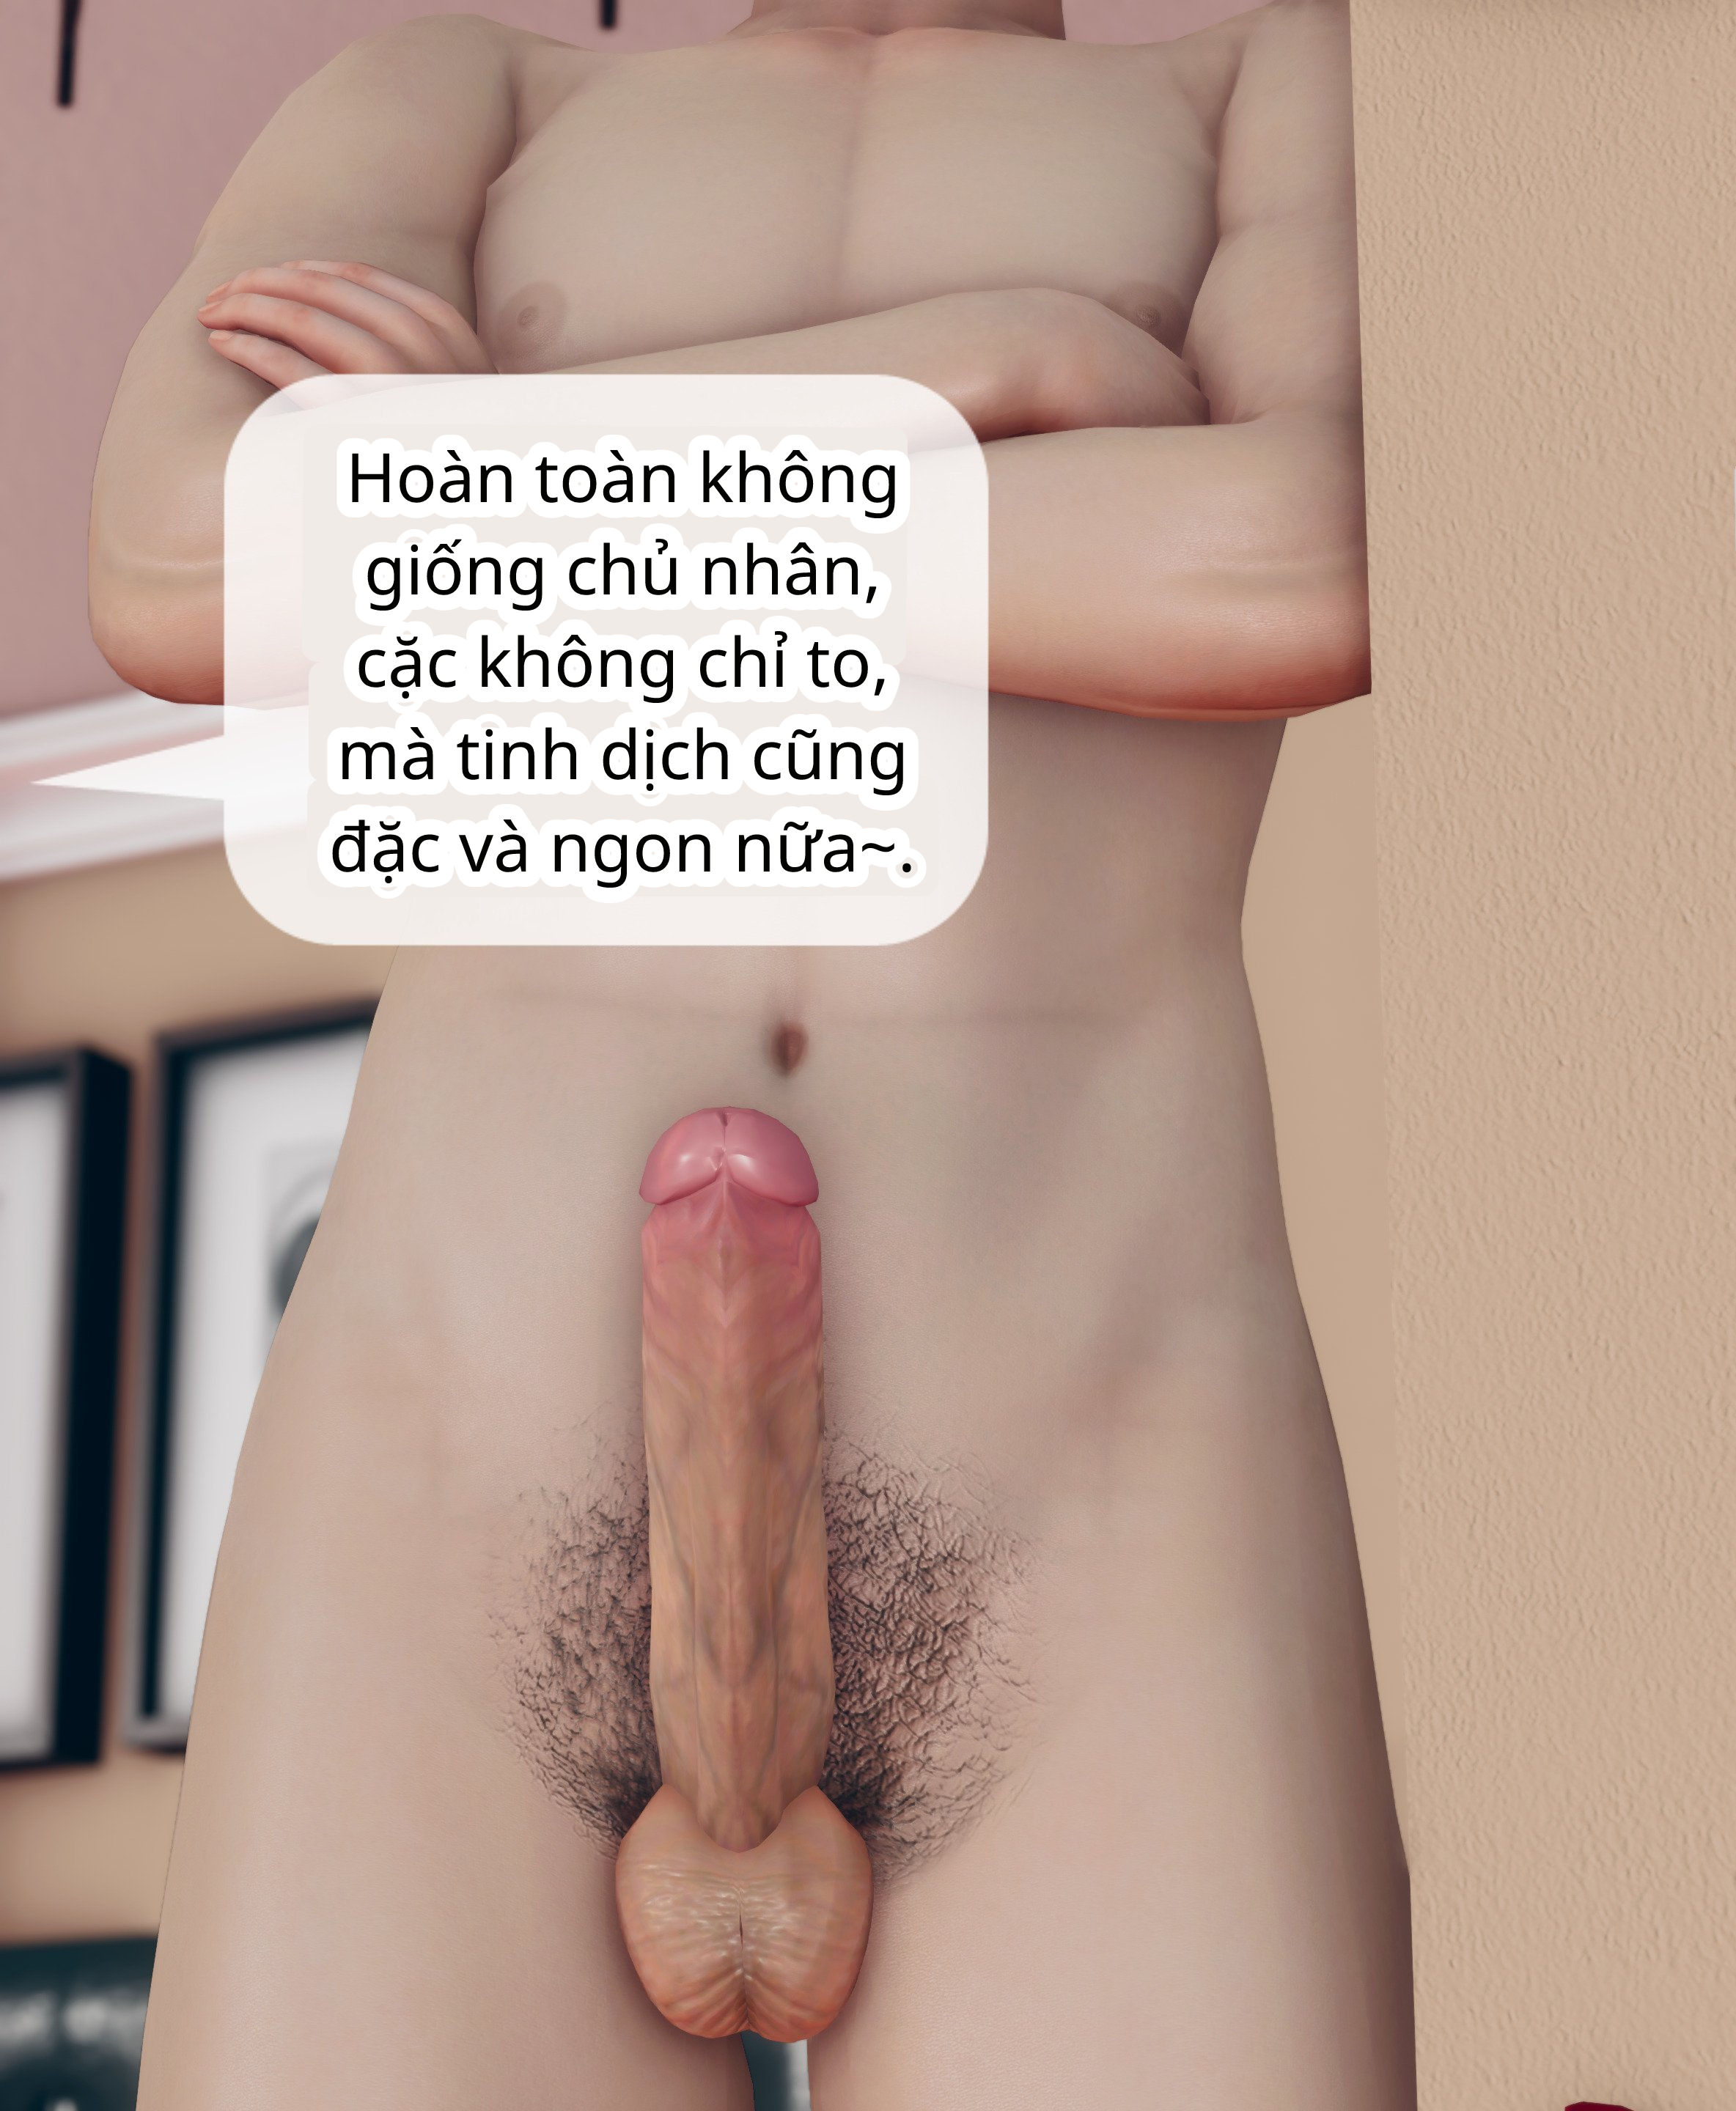 Hoàn toàn không
giống chủ nhân,
cặc không chỉ to,
mà tinh dịch cũng
đặc và ngon nữa~.